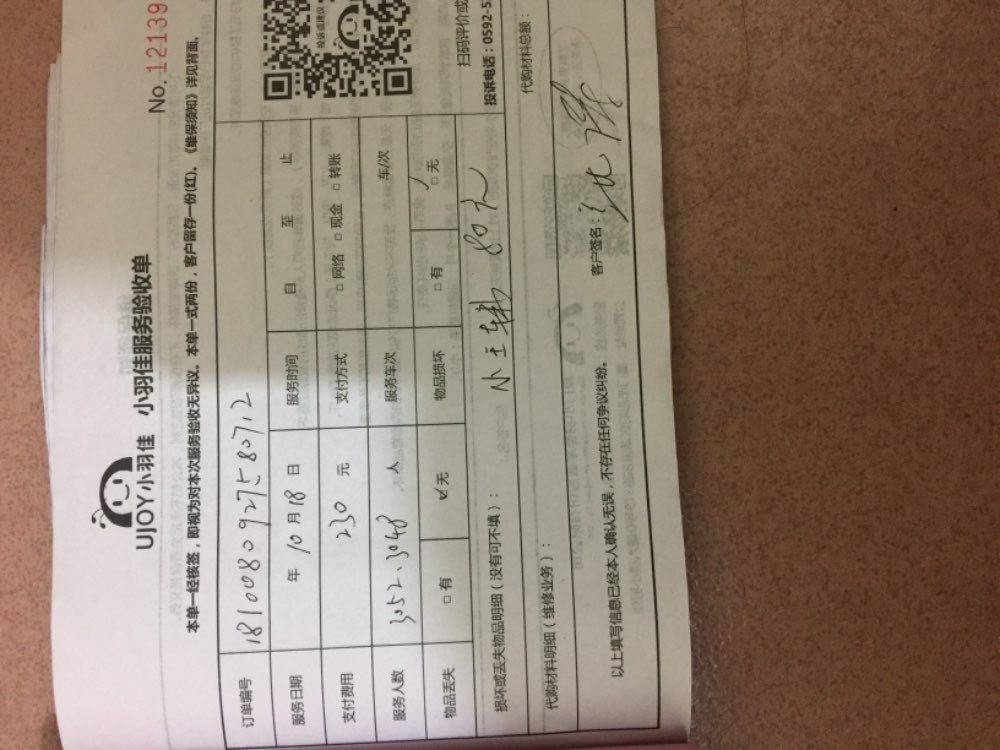 No.12139
UJOY小羽佳 小羽佳服务验收单
本单一经核签，即视为对本次服务验收无异议。本单一式两份，客户留存一份(红)，《维保须知》详见背面。
订单编号 181008092758071,2
服务日期 年 10 月 18 日 服务时间 自 至 止
支付费用 230 元 支付方式 □ 网络 □ 现金 □ 转账
服务人数 3052、3048 人 服务车次 车/次
物品丢失 □ 有 ☑ 无 物品损坏 □ 有 □ 无
损坏或丢失物品明细（没有可不填）： 80元
扫码评价或
投诉电话：0592-5
代购材料明细（维修业务）： 代购材料总额：
以上填写信息已经本人确认无误，不存在任何争议纠纷。 客户签名：